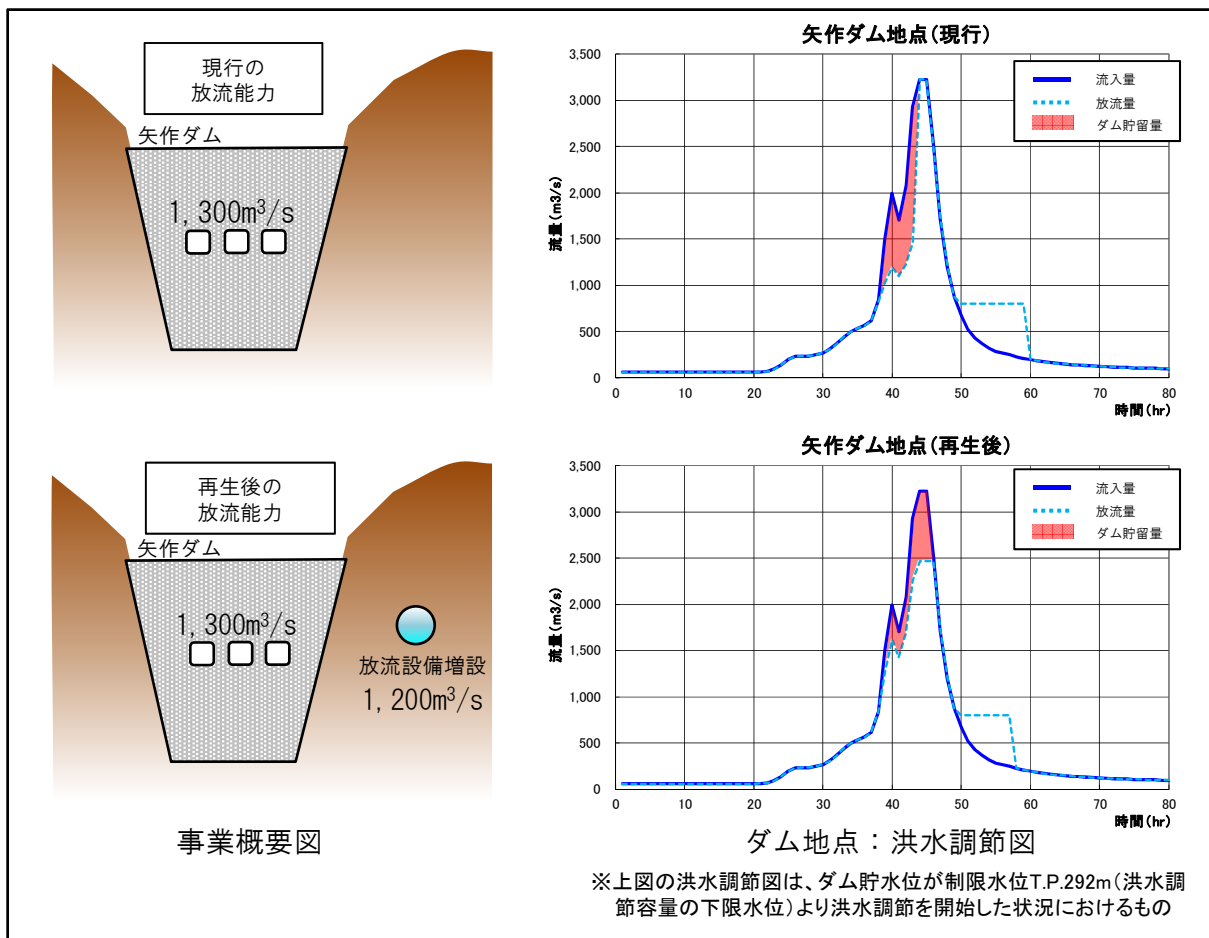 現行の
放流能力
矢作ダム
1,300m³/s
矢作ダム地点(現行)
流量(m3/s)
3,500
3,000
2,500
2,000
1,500
1,000
500
0
0 10 20 30 40 50 60 70 80
時間(hr)
流入量
放流量
ダム貯留量
再生後の
放流能力
矢作ダム
1,300m³/s
放流設備増設
1,200m³/s
事業概要図
矢作ダム地点(再生後)
流量(m3/s)
3,500
3,000
2,500
2,000
1,500
1,000
500
0
0 10 20 30 40 50 60 70 80
時間(hr)
流入量
放流量
ダム貯留量
ダム地点：洪水調節図
※上図の洪水調節図は、ダム貯水位が制限水位T.P.292m(洪水調
節容量の下限水位)より洪水調節を開始した状況におけるもの